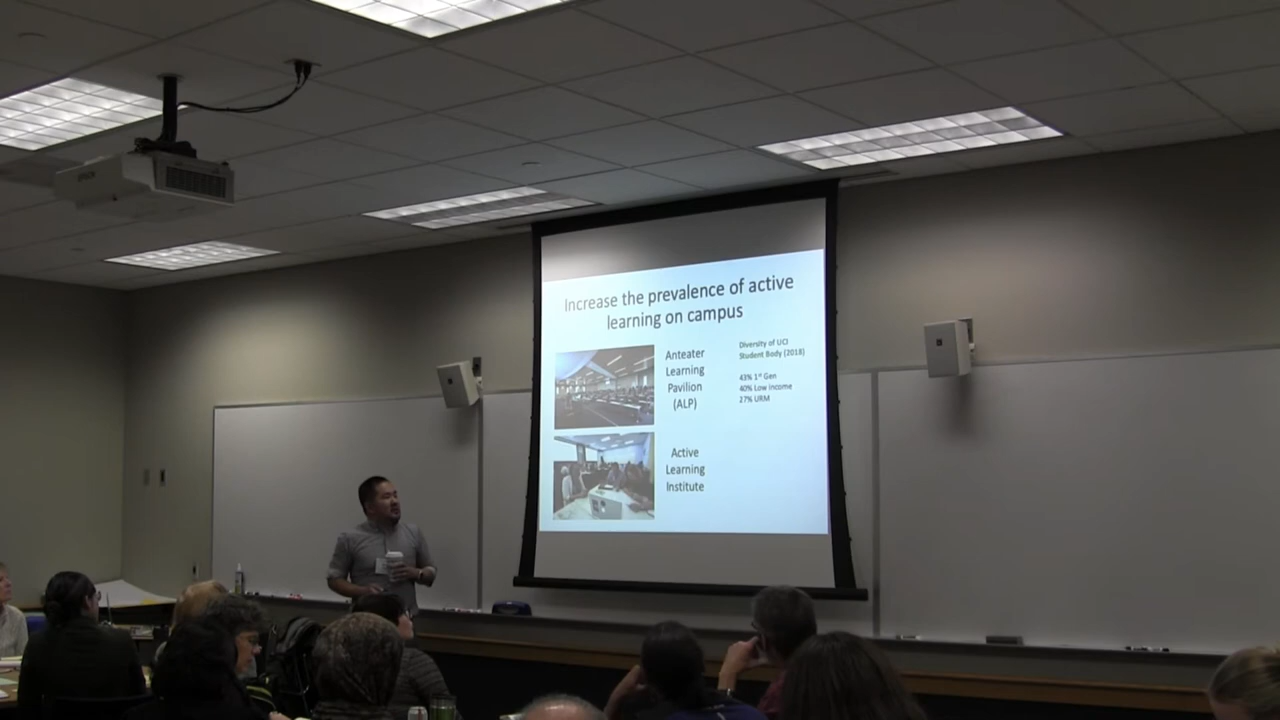 Increase the prevalence of active
learning on campus
Anteater
Learning
Pavilion
(ALP)
Diversity of UCI
Student Body (2018)
43% 1st Gen
40% Low income
27% URM
Active
Learning
Institute